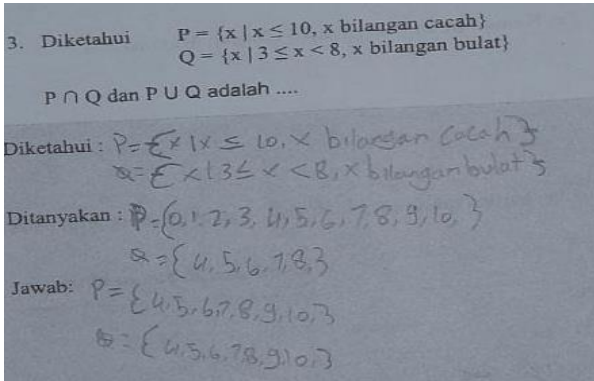 3. Diketahui P = {x | x ≤ 10, x bilangan cacah}
Q = {x | 3 ≤ x < 8, x bilangan bulat}
P ∩ Q dan P ∪ Q adalah ....
Diketahui : P = {x | x ≤ 10, x bilangan cacah}
Q = {x | 3 ≤ x < 8, x bilangan bulat}
Ditanyakan : P = {0, 1, 2, 3, 4, 5, 6, 7, 8, 9, 10, }
Q = {4, 5, 6, 7, 8, }
Jawab: P = {4, 5, 6, 7, 8, 9, 10, }
Q = {4, 5, 6, 7 8, 9, 10, }